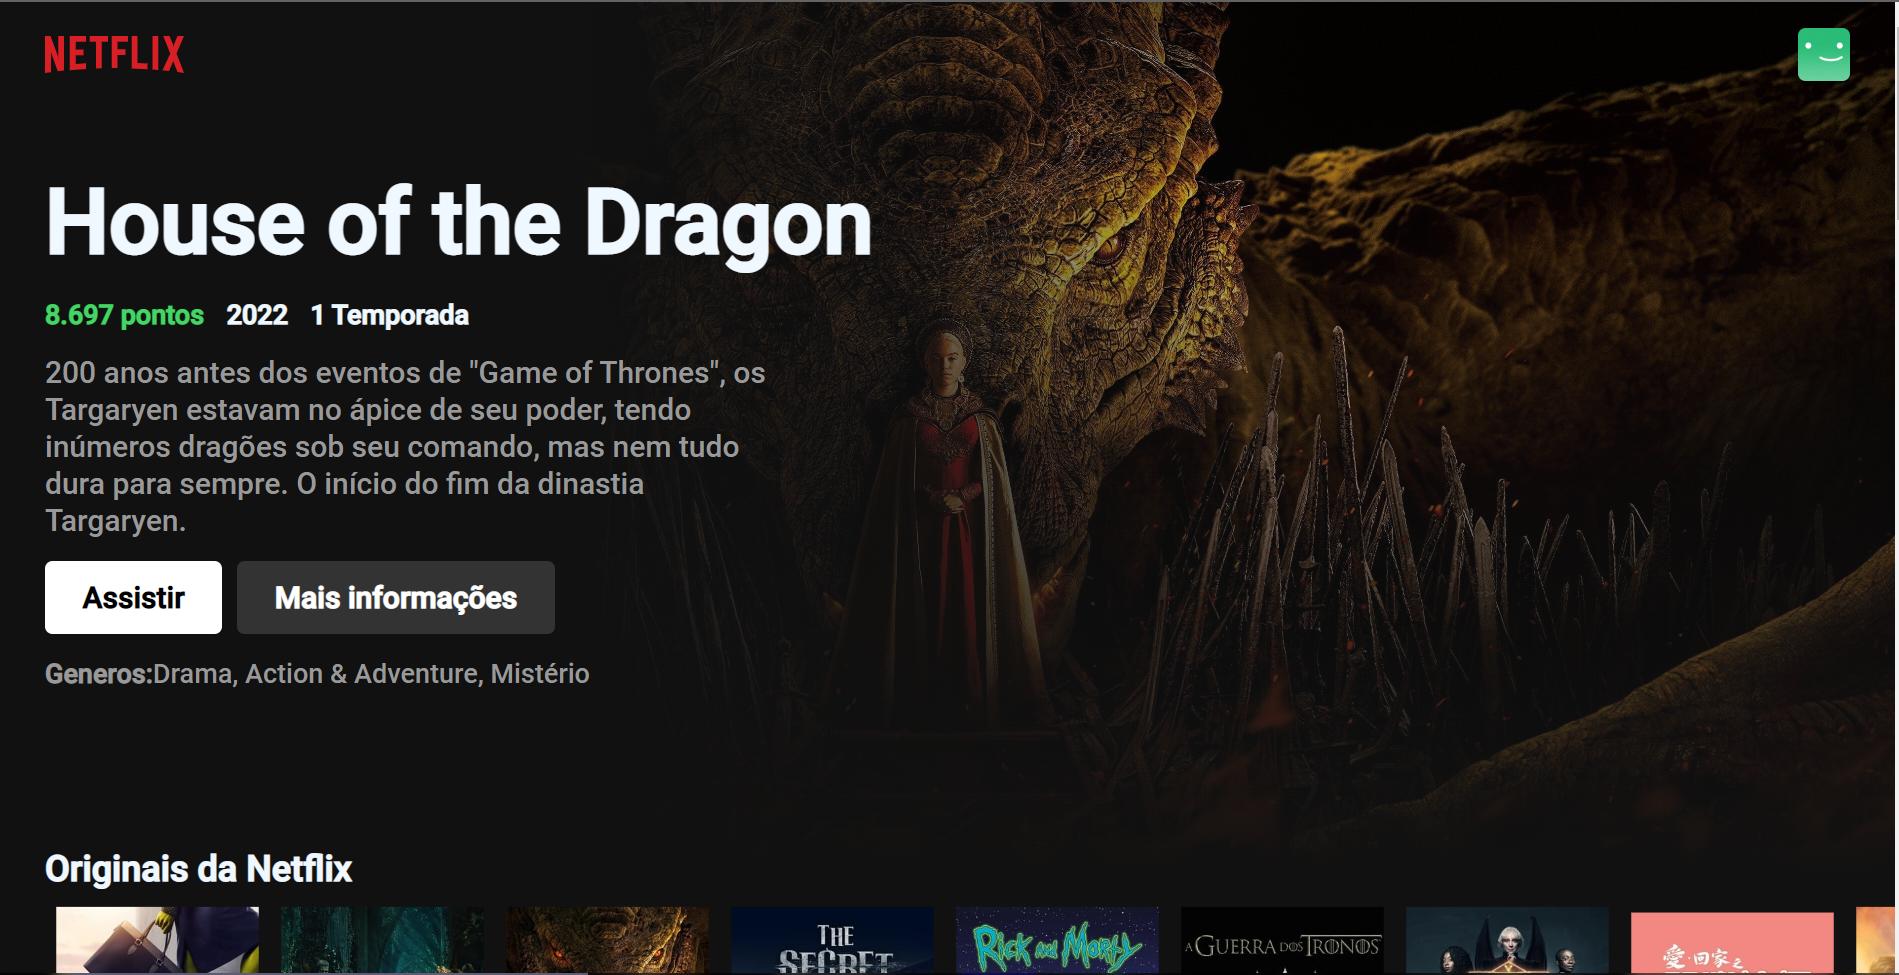 NETFLIX
House of the Dragon
8.697 pontos 2022 1 Temporada
200 anos antes dos eventos de "Game of Thrones", os
Targaryen estavam no ápice de seu poder, tendo
inúmeros dragões sob seu comando, mas nem tudo
dura para sempre. O início do fim da dinastia
Targaryen.
Assistir Mais informações
Generos:Drama, Action & Adventure, Mistério
Originais da Netflix
THE
SECRET
RICK AND MORTY
A GUERRA DOS TRONOS
愛·回家之